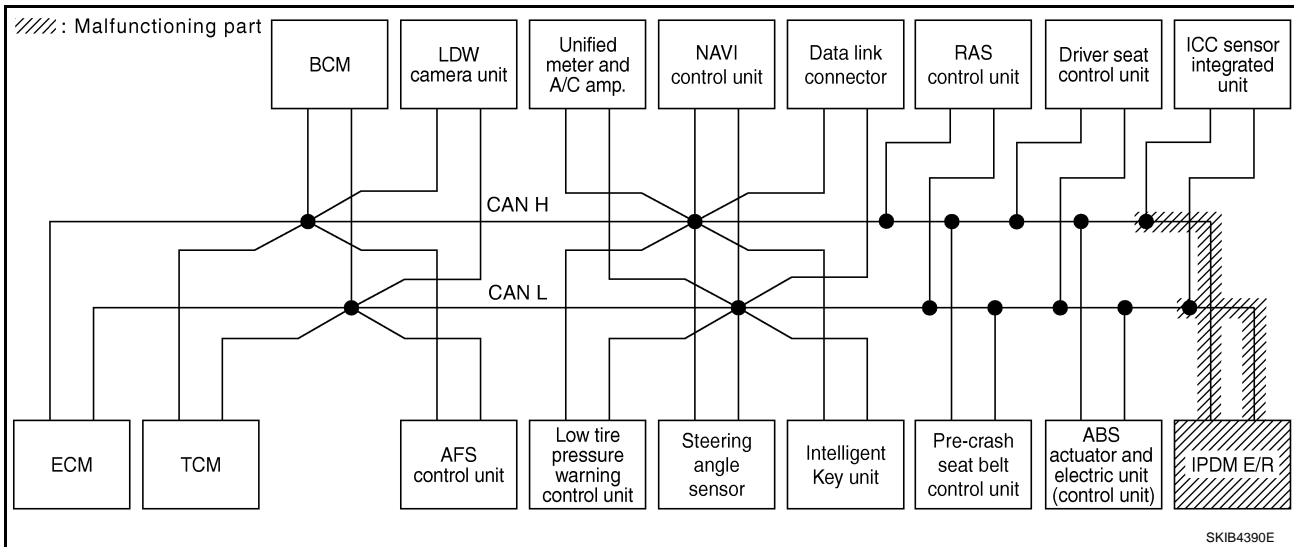 : Malfunctioning part
BCM
LDW
camera unit
Unified
meter and
A/C amp.
NAVI
control unit
Data link
connector
RAS
control unit
Driver seat
control unit
ICC sensor
integrated
unit
CAN H
CAN L
ECM
TCM
AFS
control unit
Low tire
pressure
warning
control unit
Steering
angle
sensor
Intelligent
Key unit
Pre-crash
seat belt
control unit
ABS
actuator and
electric unit
(control unit)
IPDM E/R
SKIB4390E